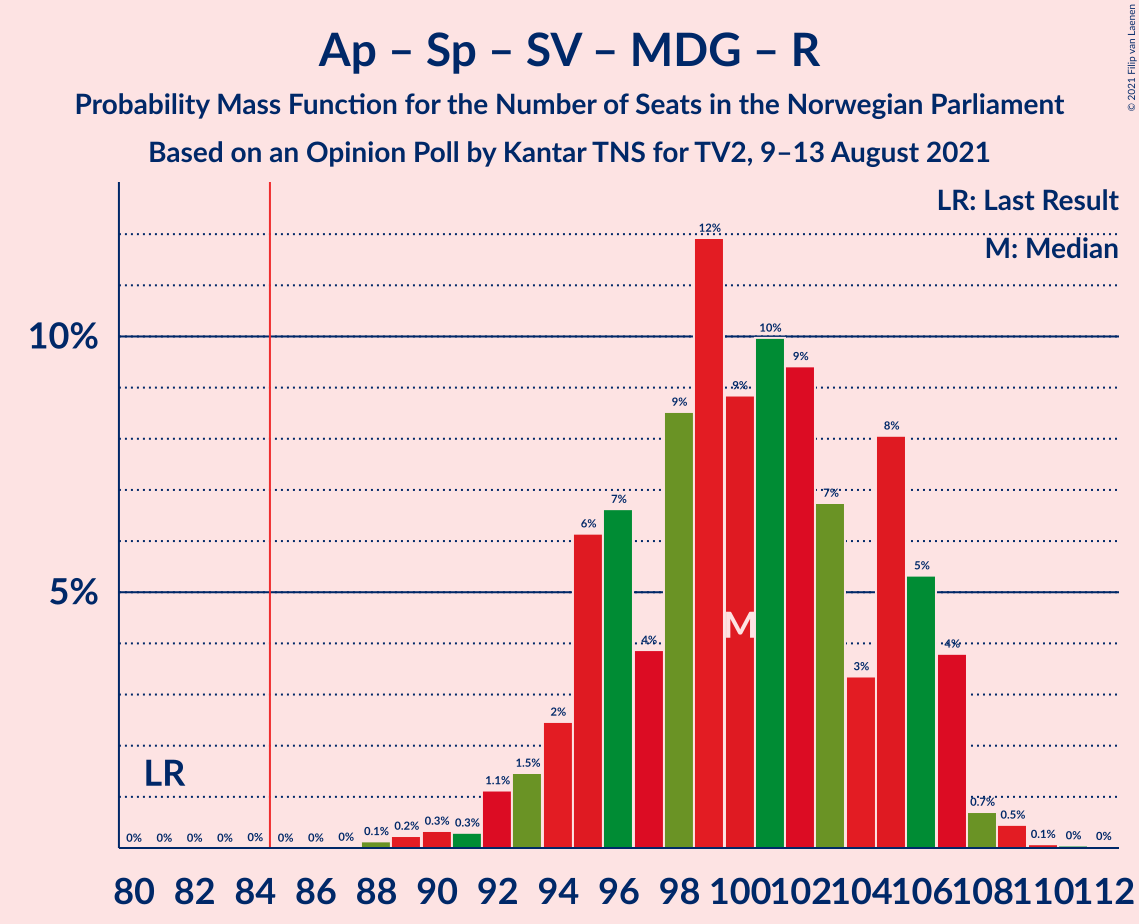 Ap – Sp – SV – MDG – R
Probability Mass Function for the Number of Seats in the Norwegian Parliament
Based on an Opinion Poll by Kantar TNS for TV2, 9–13 August 2021
© 2021 Filip van Laenen
LR: Last Result
M: Median
10%
5%
LR
M
0% 0% 0% 0% 0% 0% 0% 0% 0.1% 0.2% 0.3% 0.3% 1.1% 1.5% 2% 6% 7% 4% 9% 12% 9% 10% 9% 7% 3% 8% 5% 4% 0.7% 0.5% 0.1% 0% 0%
80 82 84 86 88 90 92 94 96 98 100 102 104 106 108 110 112